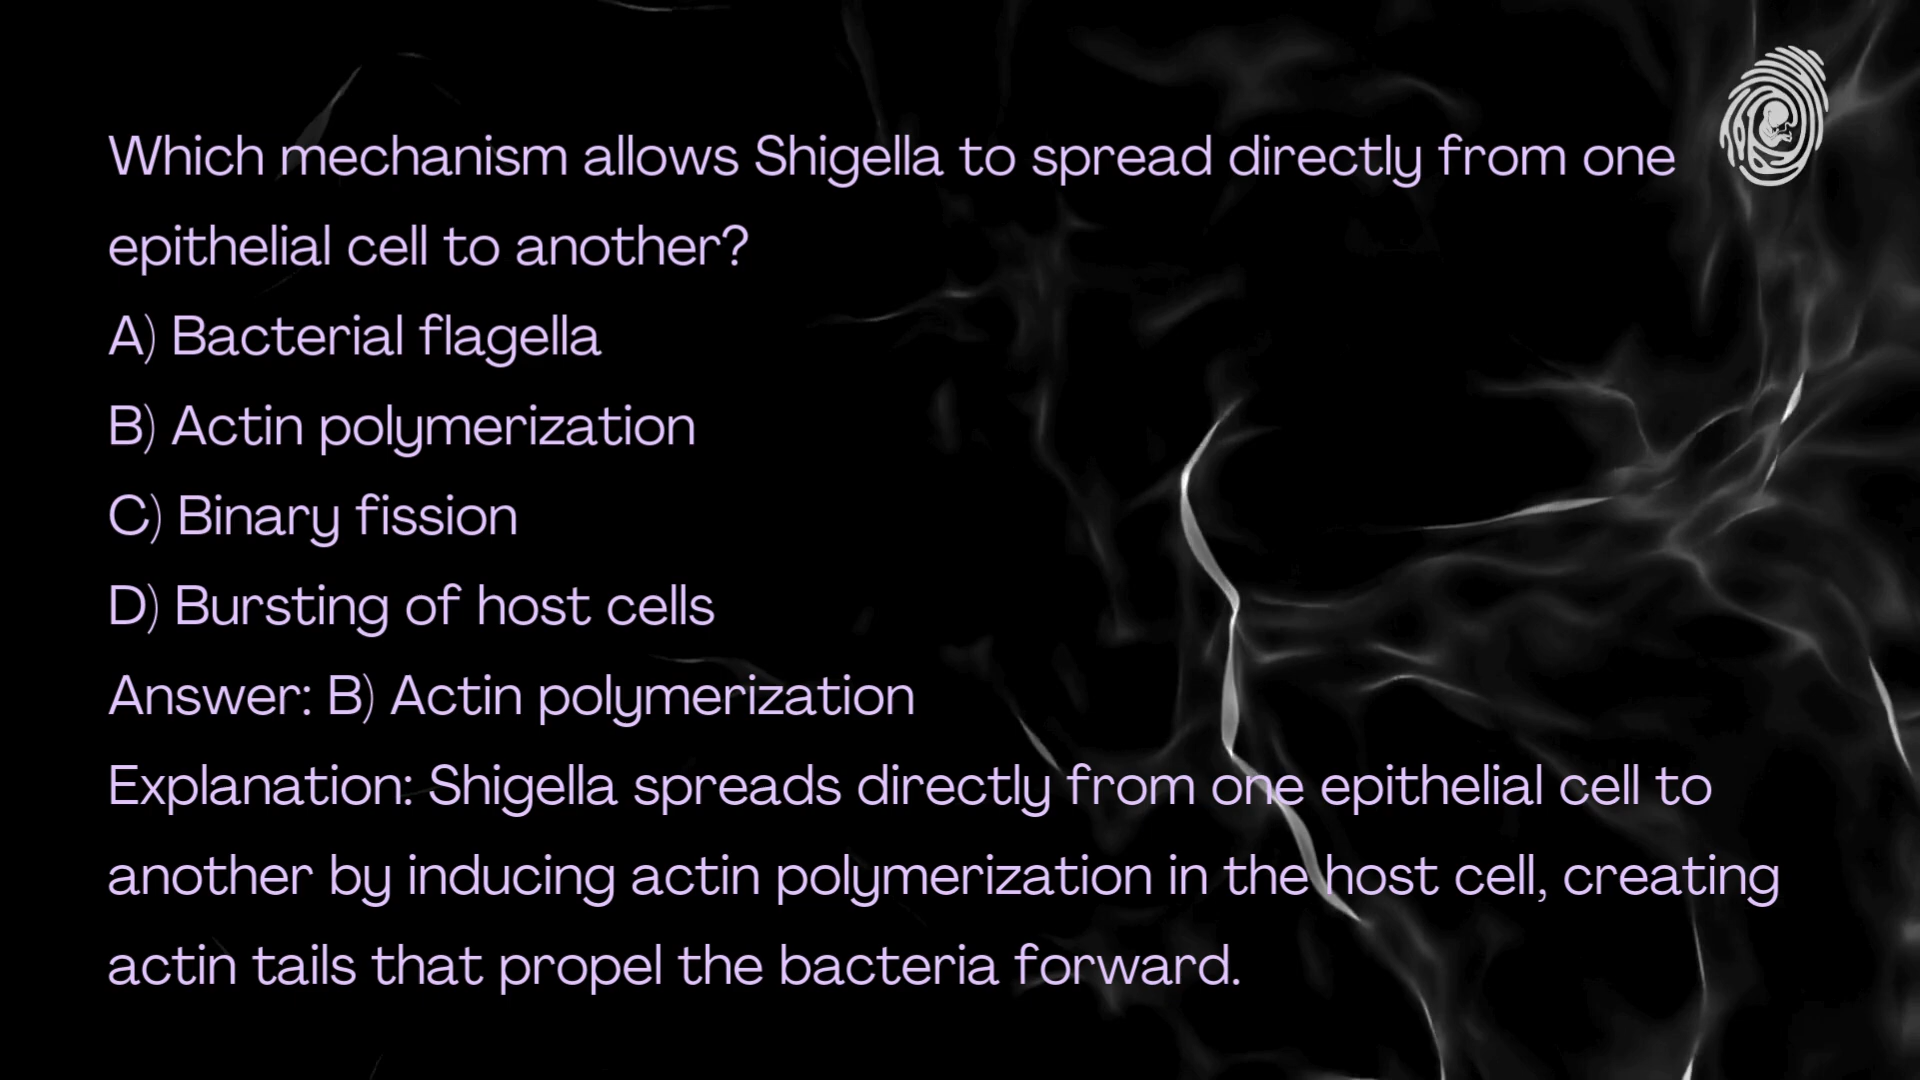 Which mechanism allows Shigella to spread directly from one
epithelial cell to another?
A) Bacterial flagella
B) Actin polymerization
C) Binary fission
D) Bursting of host cells
Answer: B) Actin polymerization
Explanation: Shigella spreads directly from one epithelial cell to
another by inducing actin polymerization in the host cell, creating
actin tails that propel the bacteria forward.